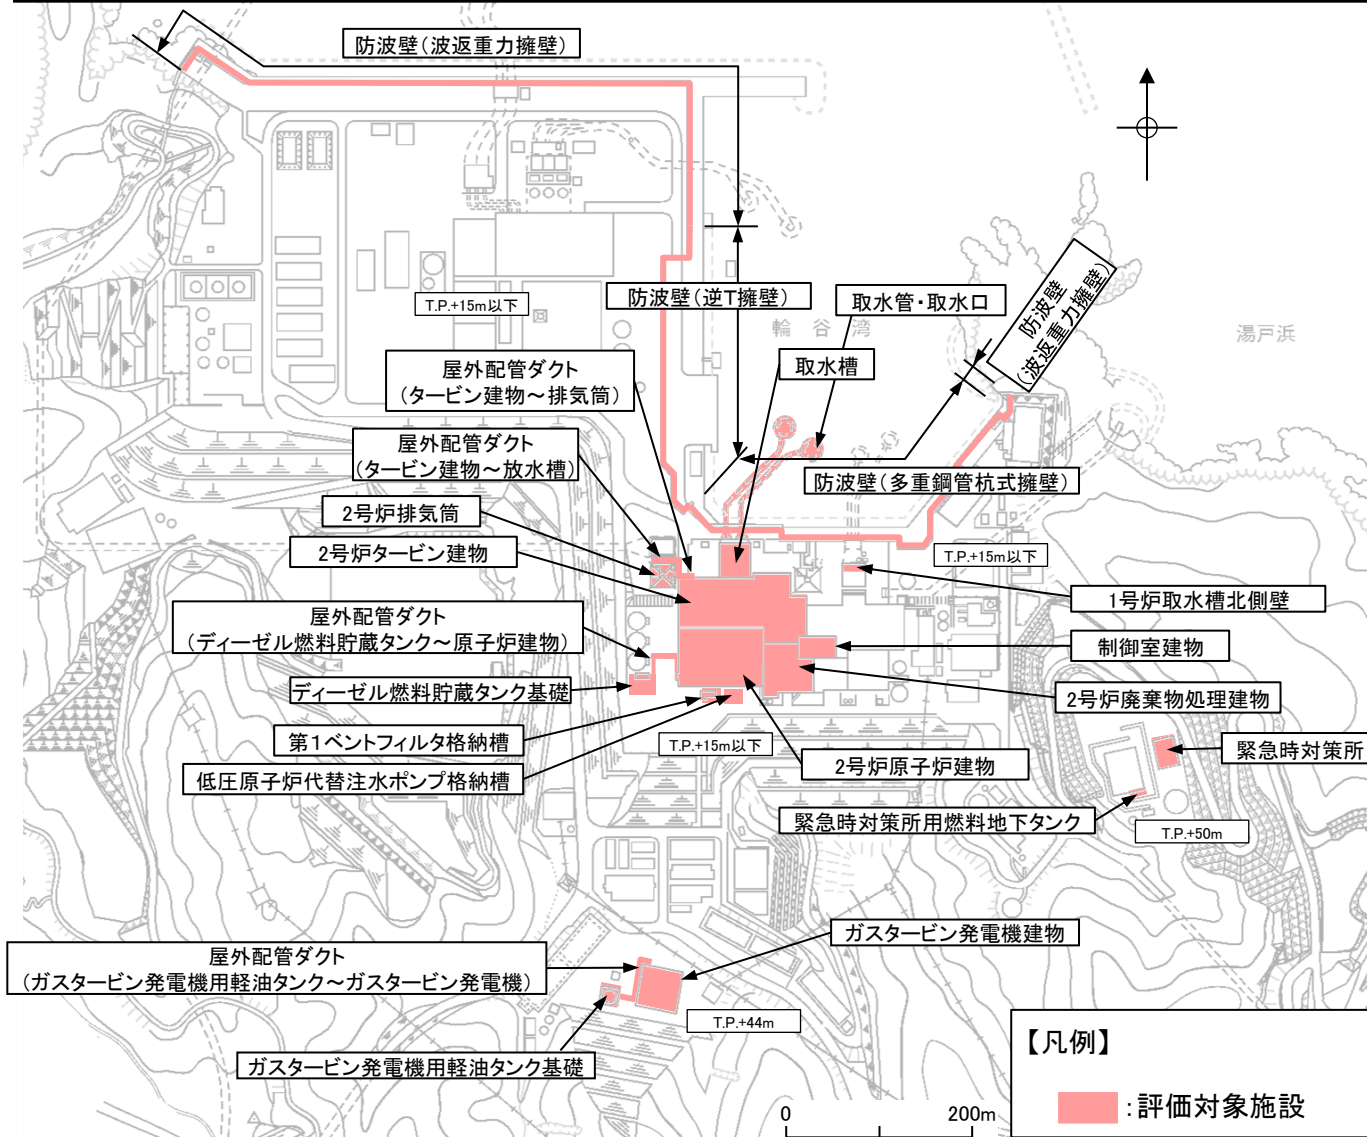 防波壁(波返重力擁壁)
T.P.+15m以下
防波壁(逆T擁壁)
取水管・取水口
輪谷湾
防波壁
(波返重力擁壁)
湯戸浜
取水槽
屋外配管ダクト
(タービン建物~排気筒)
屋外配管ダクト
(タービン建物~放水槽)
防波壁(多重鋼管杭式擁壁)
2号炉排気筒
2号炉タービン建物
T.P.+15m以下
1号炉取水槽北側壁
屋外配管ダクト
(ディーゼル燃料貯蔵タンク~原子炉建物)
制御室建物
ディーゼル燃料貯蔵タンク基礎
2号炉廃棄物処理建物
第1ベントフィルタ格納槽
T.P.+15m以下
緊急時対策所
2号炉原子炉建物
低圧原子炉代替注水ポンプ格納槽
緊急時対策所用燃料地下タンク
T.P.+50m
ガスタービン発電機建物
屋外配管ダクト
(ガスタービン発電機用軽油タンク~ガスタービン発電機)
T.P.+44m
ガスタービン発電機用軽油タンク基礎
【凡例】
:評価対象施設
0 200m